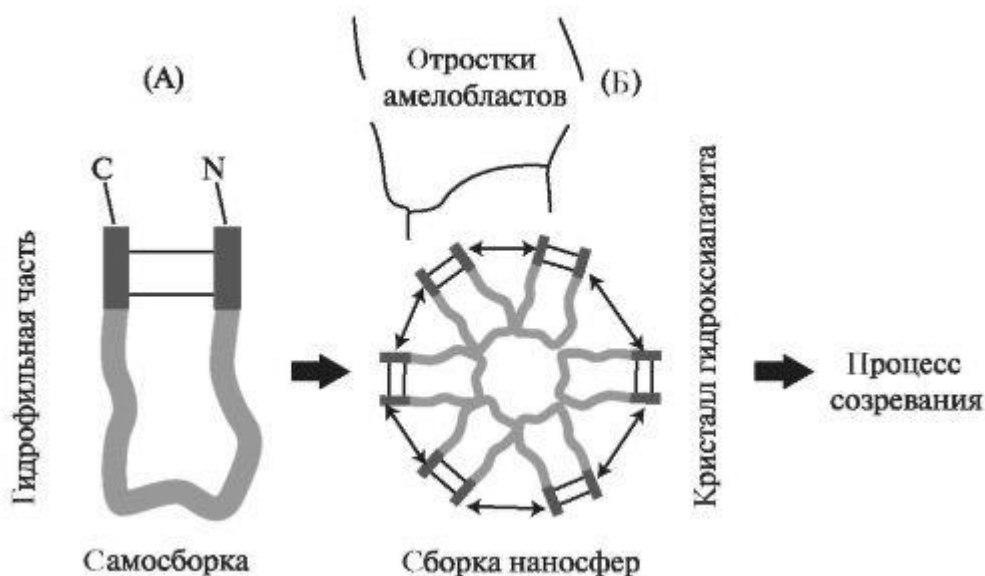 (А)
Отростки
амелобластов
(Б)
C
N
Гидрофильная часть
Кристалл гидроксиапатита
Процесс
созревания
Самосборка
Сборка наносфер